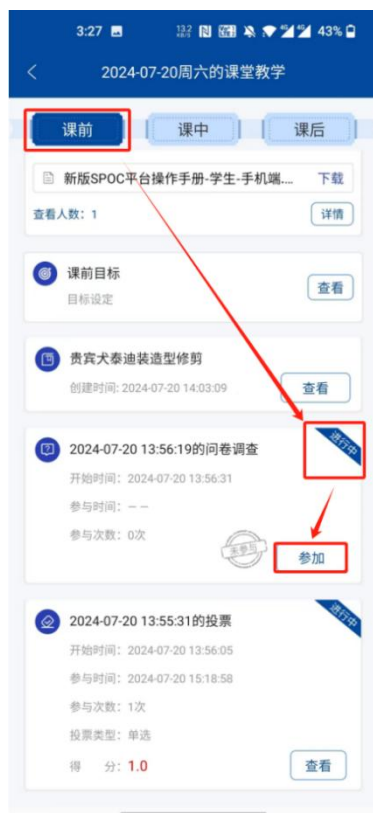 3:27 13.2 KB/S 4G 4G 43%
2024-07-20周六的课堂教学
课前 课中 课后
新版SPOC平台操作手册-学生-手机端.... 下载
查看人数：1 详情
课前目标
目标设定
查看
贵宾犬泰迪装造型修剪
创建时间: 2024-07-20 14:03:09 查看
进行中
2024-07-20 13:56:19的问卷调查
开始时间：2024-07-20 13:56:31
参与时间：－－
参与次数：0次
未参与
参加
进行中
2024-07-20 13:55:31的投票
开始时间：2024-07-20 13:56:05
参与时间：2024-07-20 15:18:58
参与次数：1次
投票类型：单选
得 分：1.0 查看